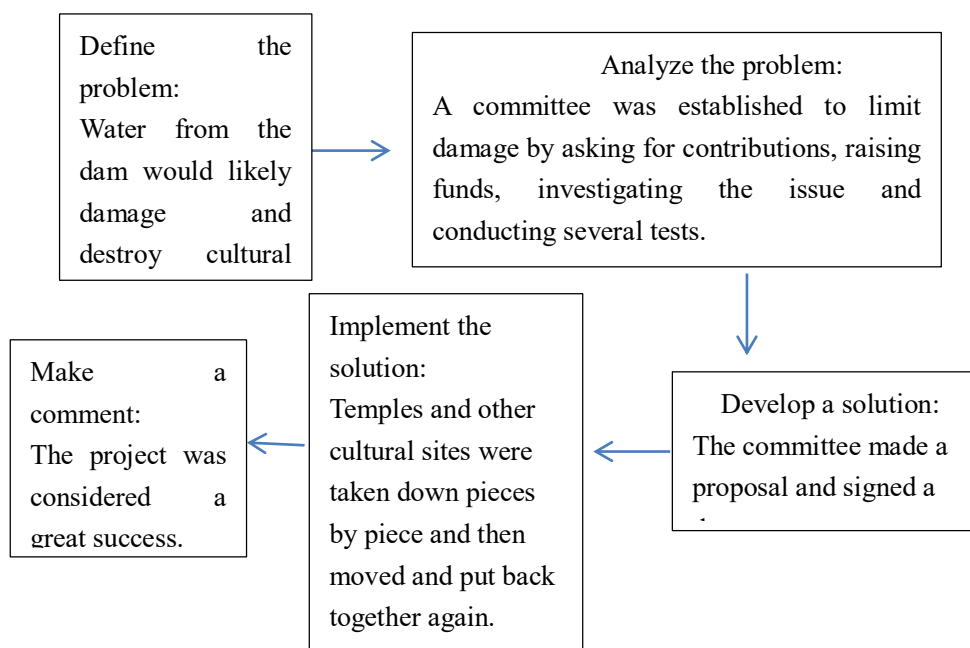 Define the
problem:
Water from the
dam would likely
damage and
destroy cultural
Analyze the problem:
A committee was established to limit
damage by asking for contributions, raising
funds, investigating the issue and
conducting several tests.
Develop a solution:
The committee made a
proposal and signed a
Implement the
solution:
Temples and other
cultural sites were
taken down pieces
by piece and then
moved and put back
together again.
Make a
comment:
The project was
considered a
great success.